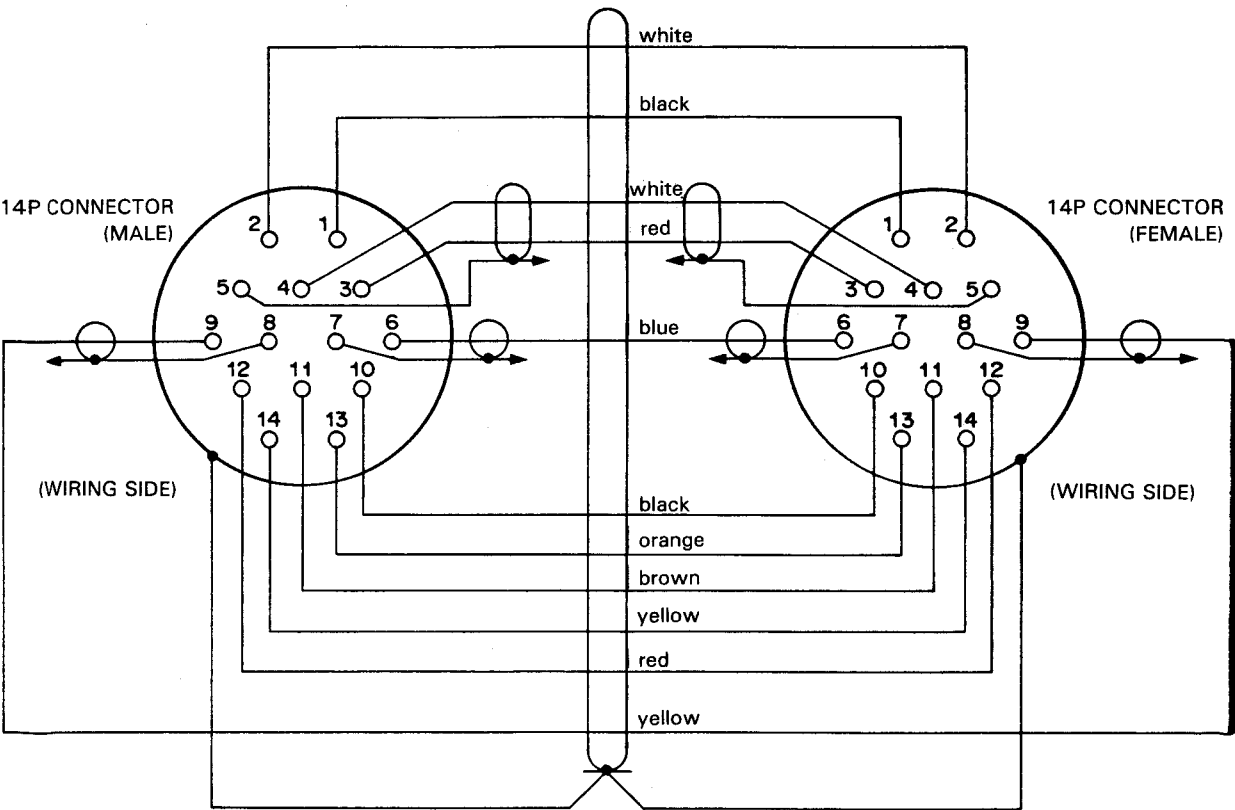 white
black
white
14P CONNECTOR
(MALE)
14P CONNECTOR
(FEMALE)
2 1
1 2
red
5 4 3
3 4 5
9 8 7 6
blue
6 7 8 9
12 11 10
10 11 12
14 13
13 14
(WIRING SIDE)
(WIRING SIDE)
black
orange
brown
yellow
red
yellow